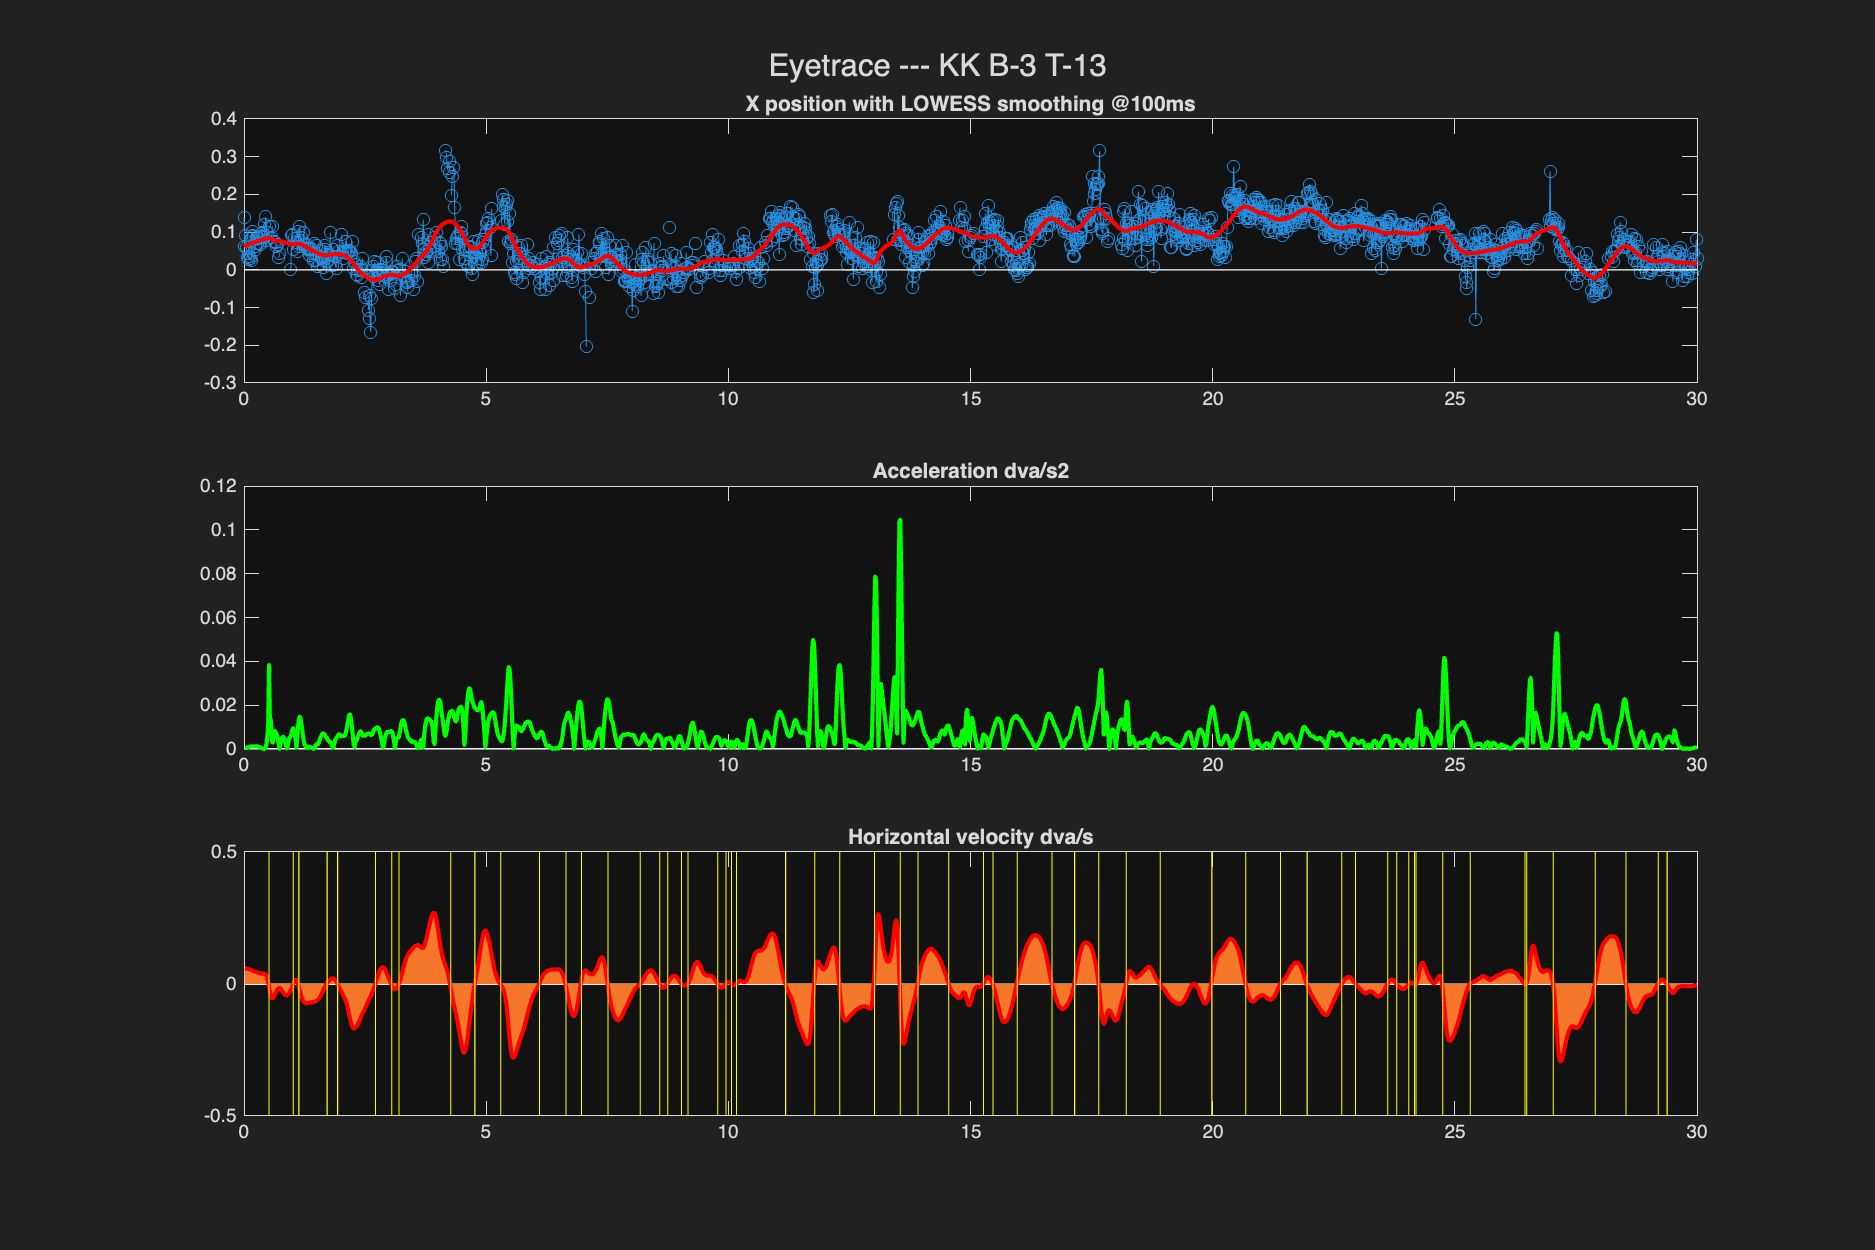 Eyetrace --- KK B-3 T-13
X position with LOWESS smoothing @100ms
0.4
0.3
0.2
0.1
0
-0.1
-0.2
-0.3
0 5 10 15 20 25 30
Acceleration dva/s2
0.12
0.1
0.08
0.06
0.04
0.02
0
0 5 10 15 20 25 30
Horizontal velocity dva/s
0.5
0
-0.5
0 5 10 15 20 25 30